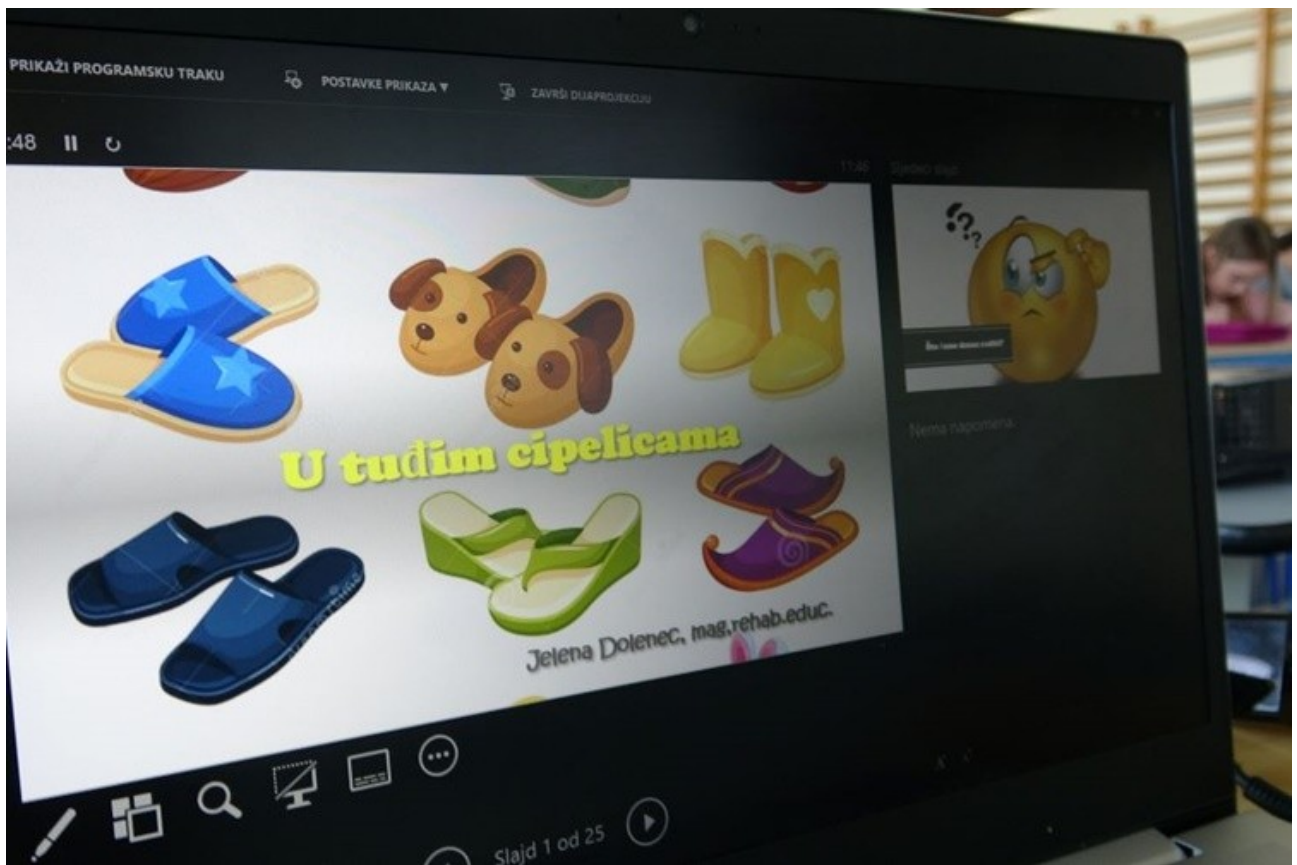 PRIKAŽI PROGRAMSKU TRAKU
POSTAVKE PRIKAZA ▼
ZAVRŠI DIJAPROJEKCIJU
:48
11:46
Sljedeći slajd
U tuđim cipelicama
Jelena Dolenec, mag.rehab.educ.
Nema napomena.
Slajd 1 od 25